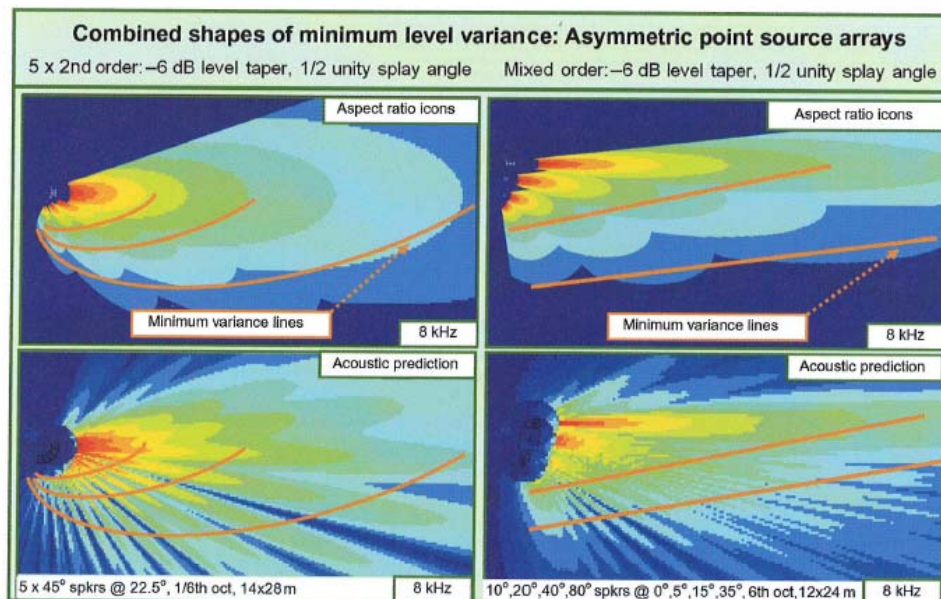 Combined shapes of minimum level variance: Asymmetric point source arrays
5 x 2nd order: –6 dB level taper, 1/2 unity splay angle
Mixed order: –6 dB level taper, 1/2 unity splay angle
Aspect ratio icons
Minimum variance lines
8 kHz
Aspect ratio icons
Minimum variance lines
8 kHz
Acoustic prediction
5 x 45° spkrs @ 22.5°, 1/6th oct, 14x28 m
8 kHz
Acoustic prediction
10°,20°,40°,80° spkrs @ 0°,5°,15°,35°, 6th oct,12x24 m
8 kHz